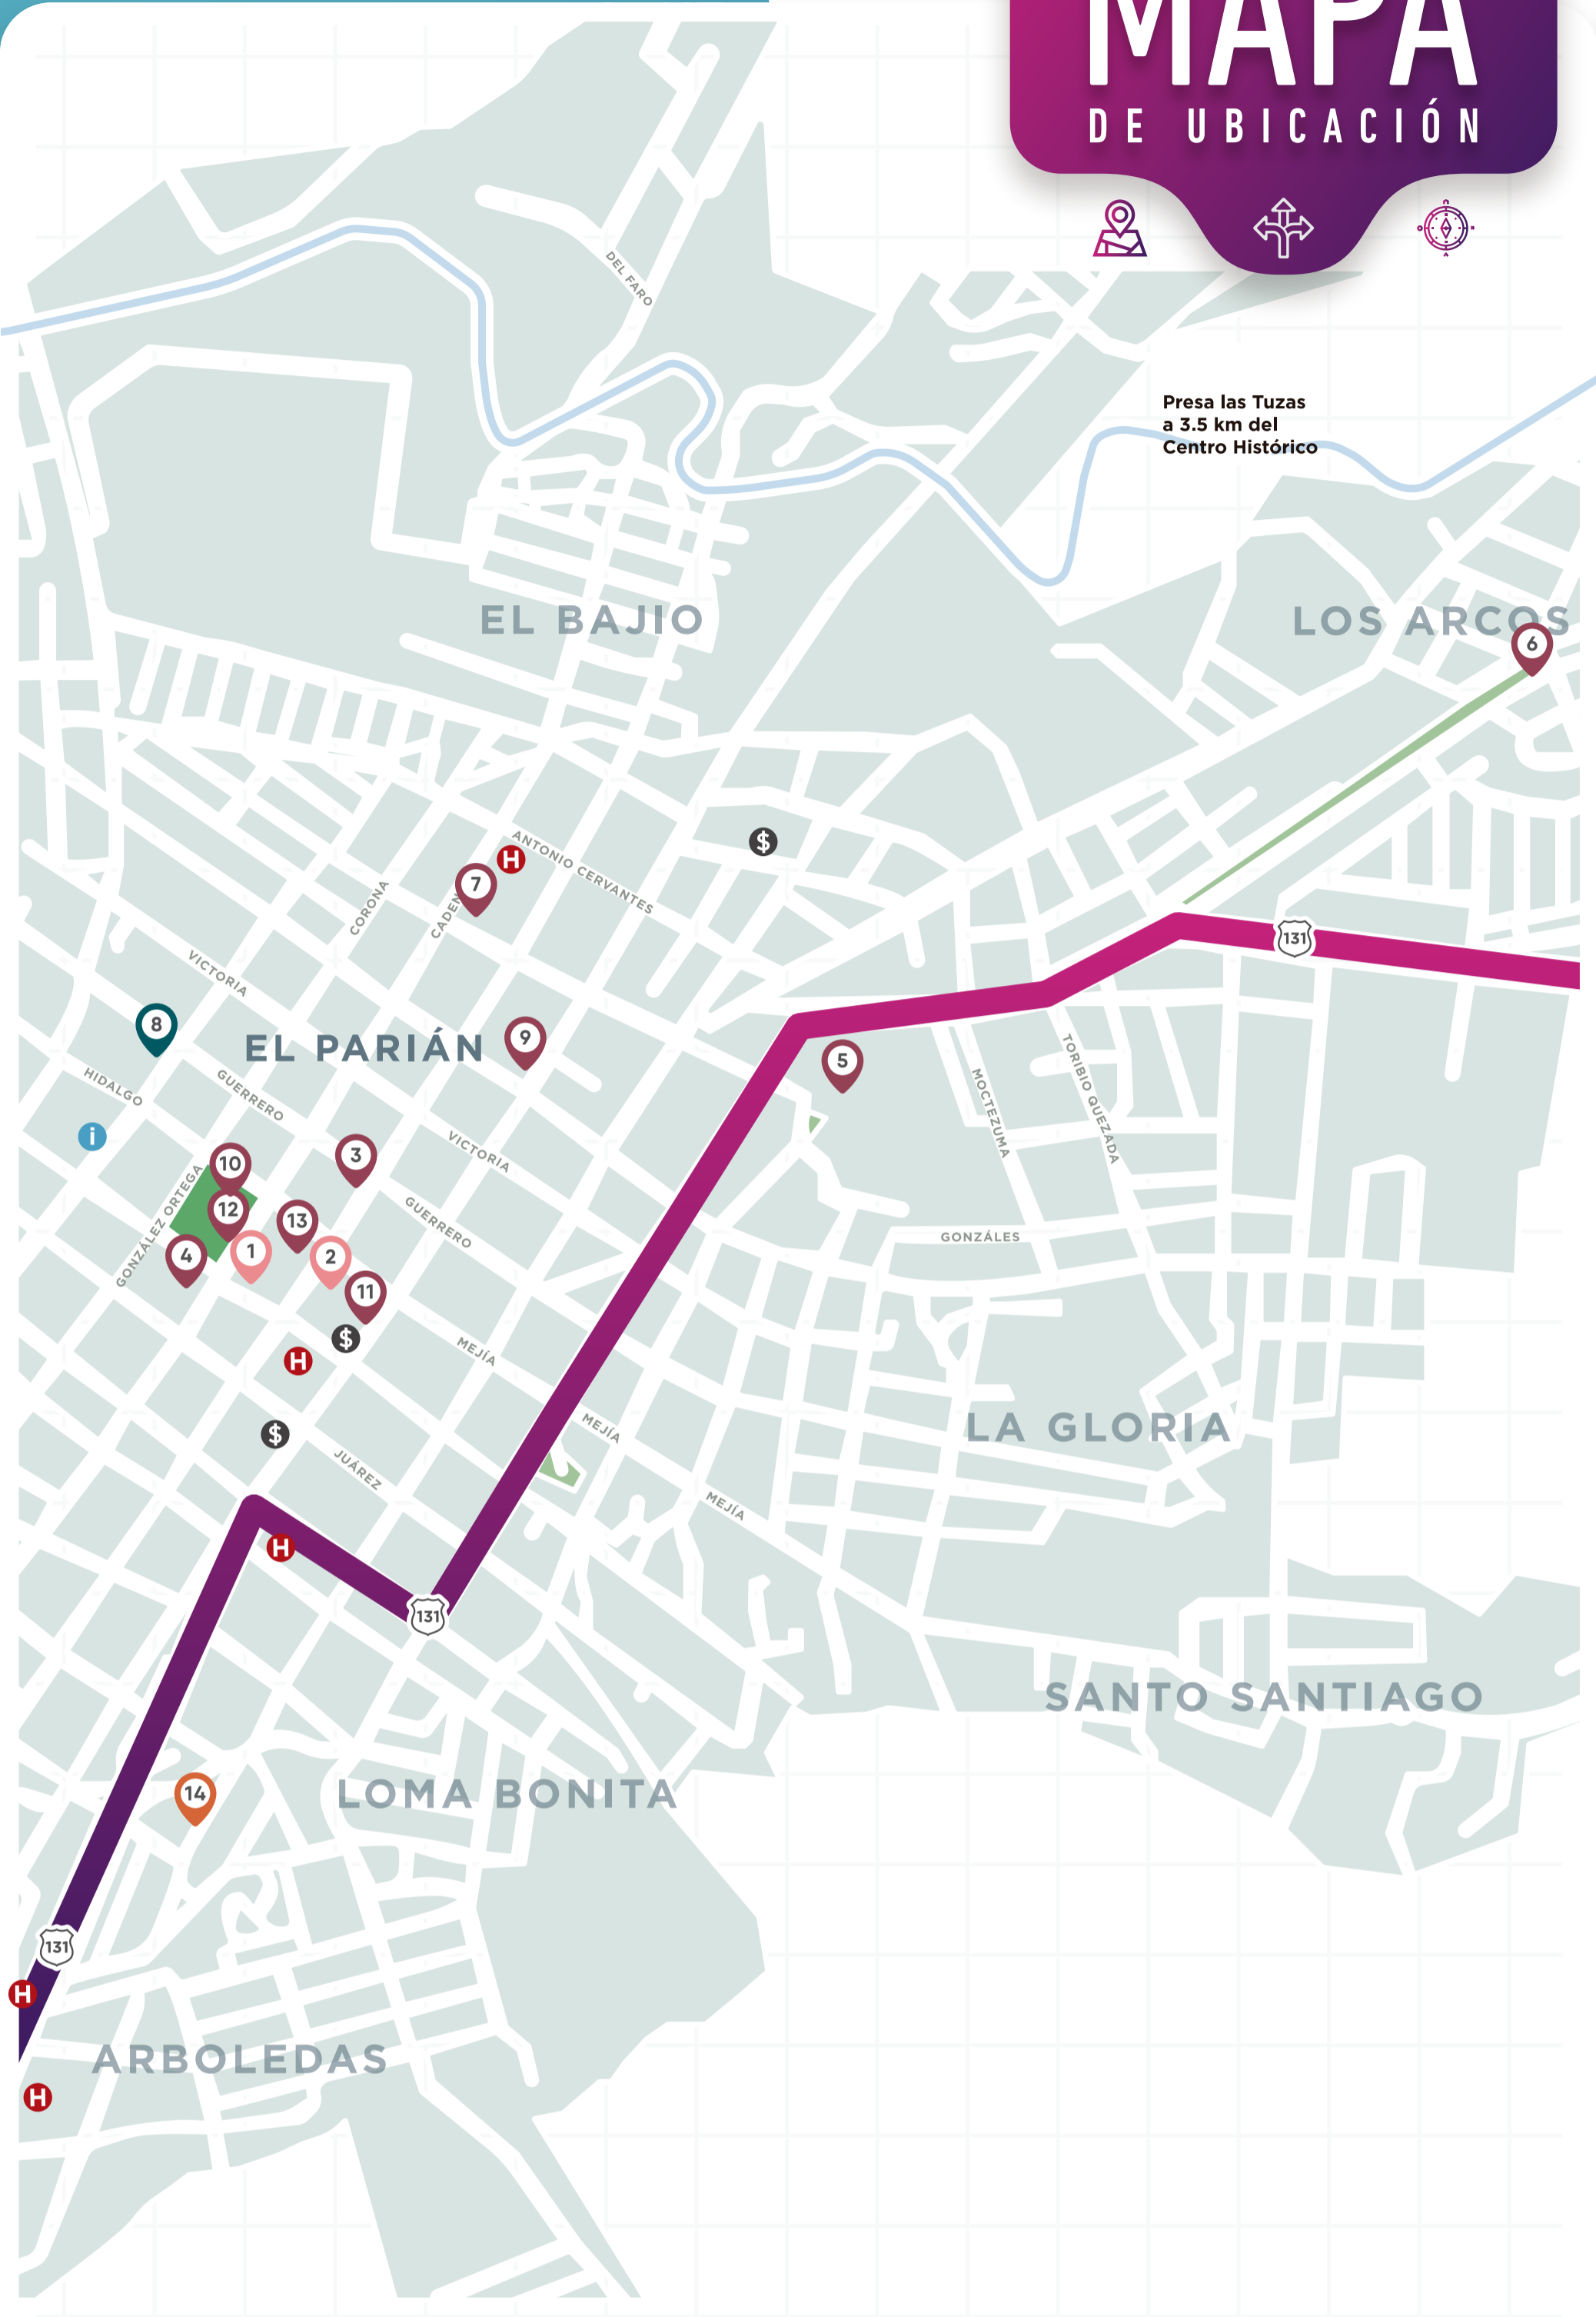 MAPA
DE UBICACIÓN
DEL FARO
Presa las Tuzas
a 3.5 km del
Centro Histórico
EL BAJIO
LOS ARCOS
6
$
ANTONIO CERVANTES
H
7
CORONA
CADEN
131
VICTORIA
8
EL PARIÁN
9
5
HIDALGO
GUERRERO
MOCTEZUMA
TORIBIO QUEZADA
i
VICTORIA
3
10
GONZÁLEZ ORTEGA
12
13
GUERRERO
4
1
2
GONZÁLES
11
$
MEJÍA
H
$
MEJÍA
LA GLORIA
JUÁREZ
MEJÍA
H
131
SANTO SANTIAGO
14
LOMA BONITA
131
H
ARBOLEDAS
H